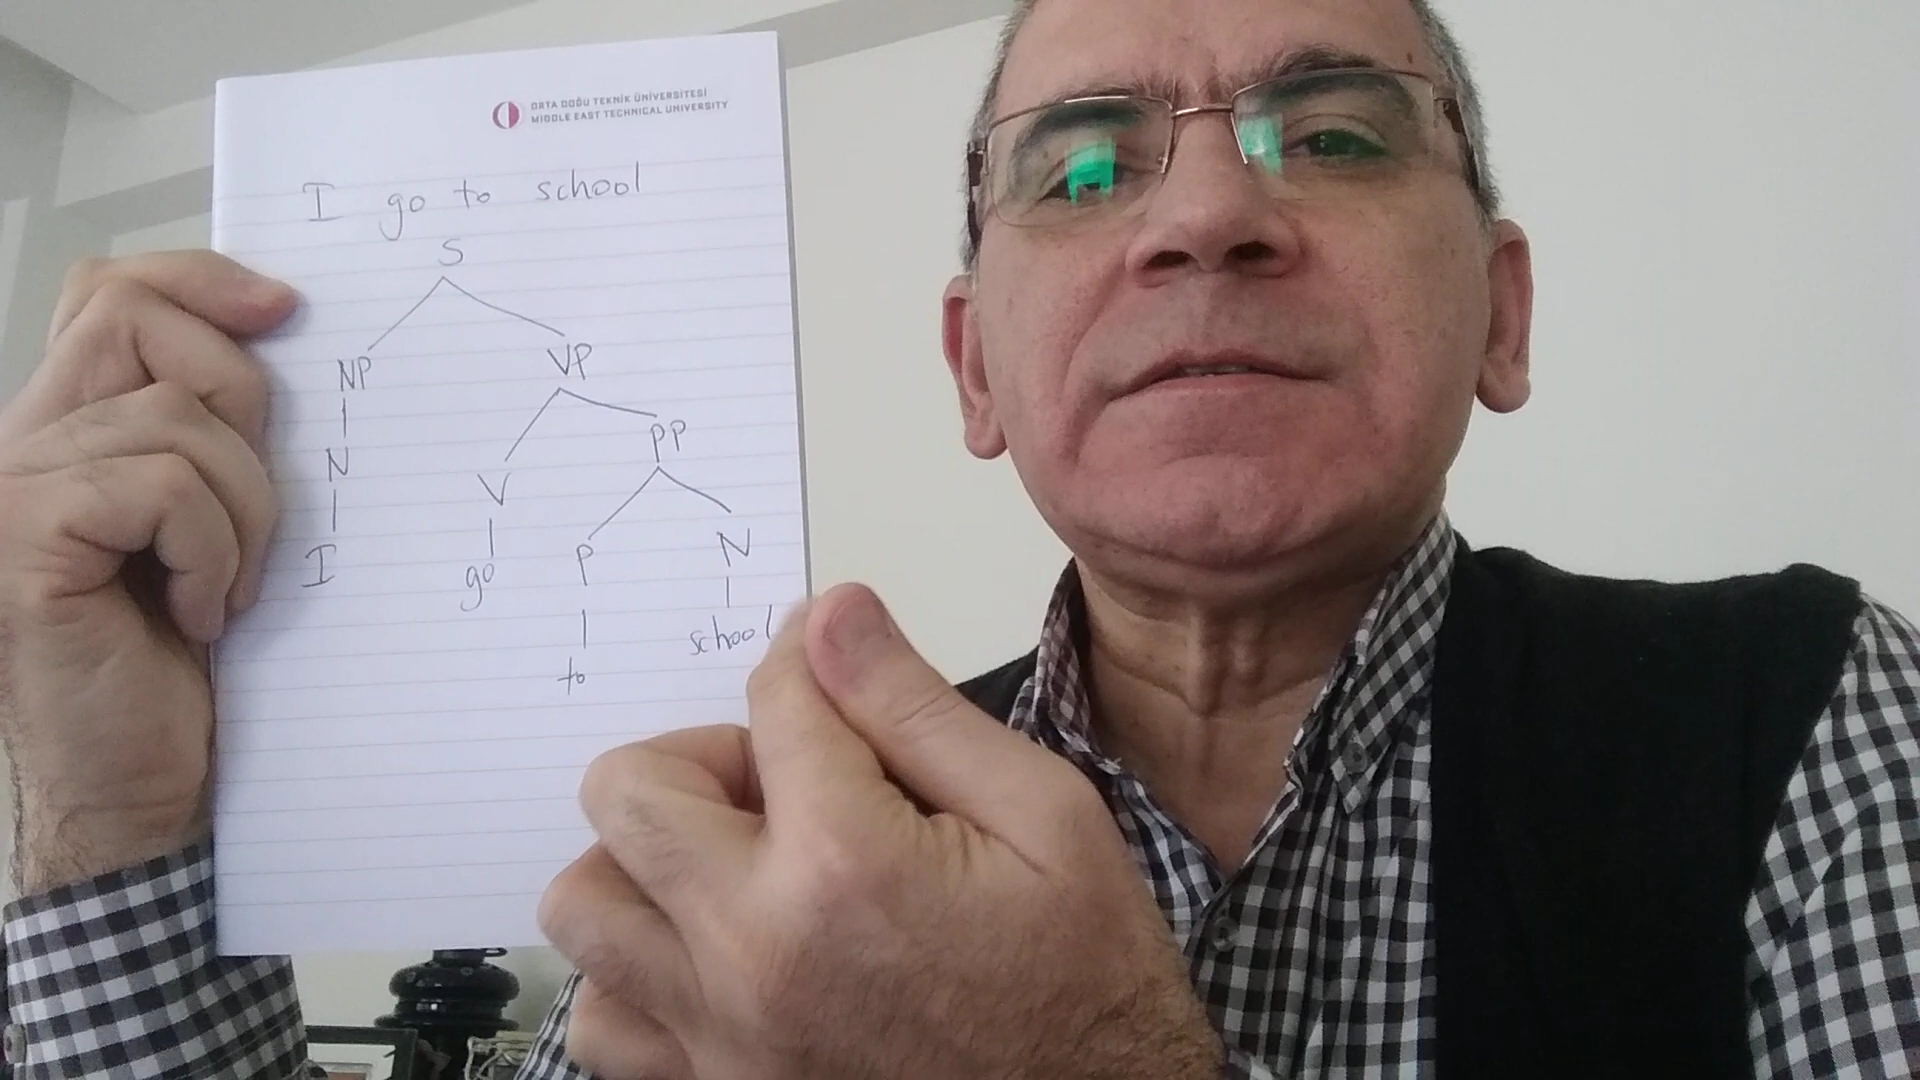 ORTA DOĞU TEKNİK ÜNİVERSİTESİ
MIDDLE EAST TECHNICAL UNIVERSITY
I go to school
S
NP VP
N V PP
I go P N
to school